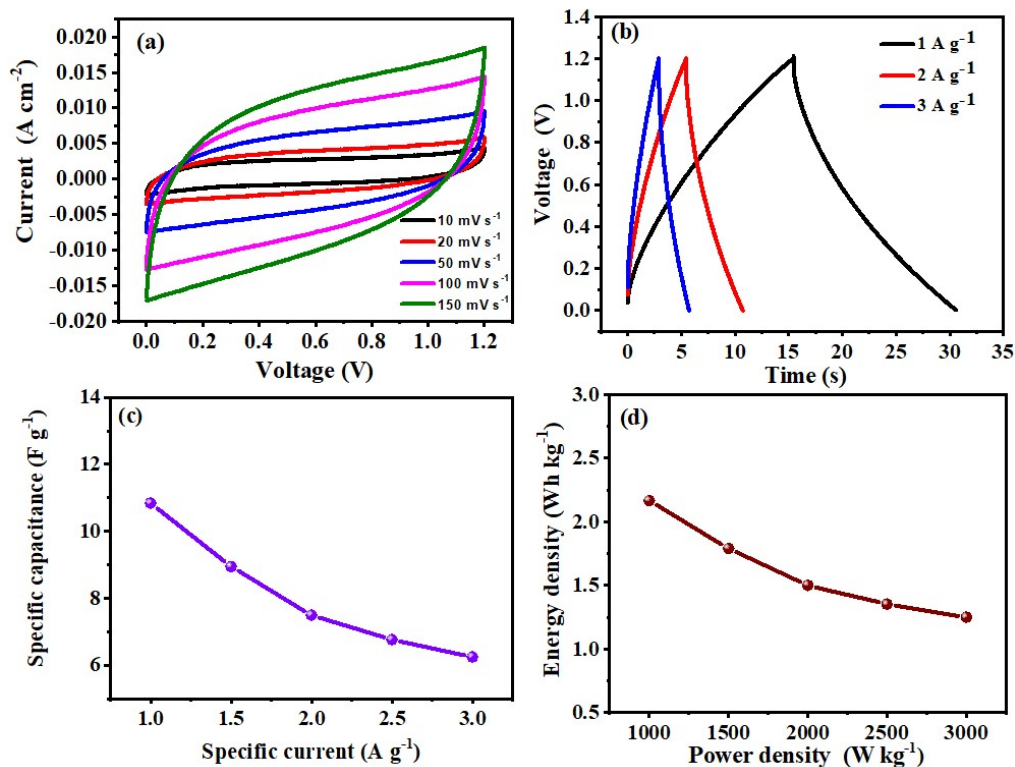 (a)
0.020
0.015
0.010
0.005
0.000
-0.005
-0.010
-0.015
-0.020
Current (A cm⁻²)
10 mV s⁻¹
20 mV s⁻¹
50 mV s⁻¹
100 mV s⁻¹
150 mV s⁻¹
0.0 0.2 0.4 0.6 0.8 1.0 1.2
Voltage (V)
(b)
1.4
1.2
1.0
0.8
0.6
0.4
0.2
0.0
Voltage (V)
1 A g⁻¹
2 A g⁻¹
3 A g⁻¹
0 5 10 15 20 25 30 35
Time (s)
(c)
14
12
10
8
6
Specific capacitance (F g⁻¹)
1.0 1.5 2.0 2.5 3.0
Specific current (A g⁻¹)
(d)
3.0
2.5
2.0
1.5
1.0
0.5
Energy density (Wh kg⁻¹)
1000 1500 2000 2500 3000
Power density (W kg⁻¹)